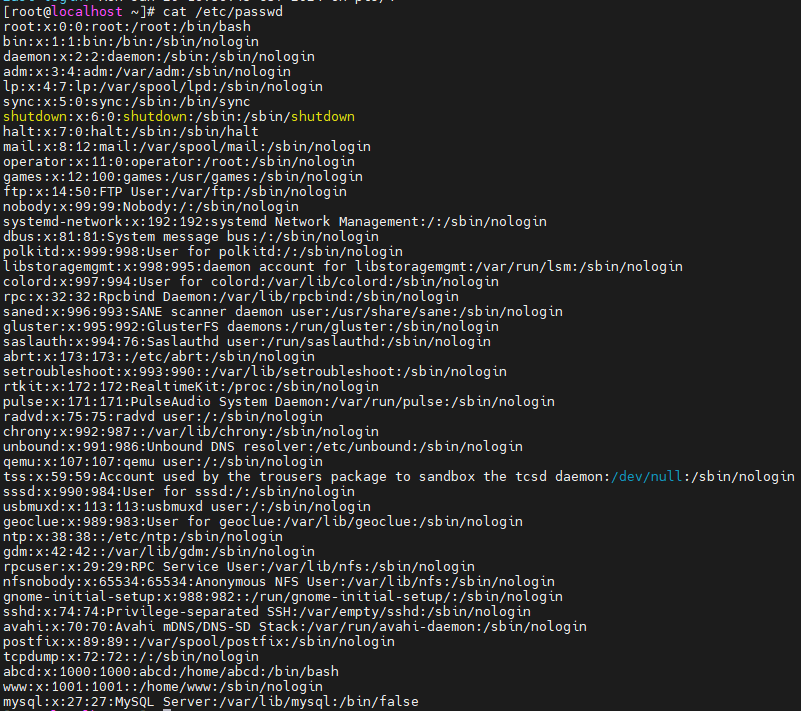 [root@localhost ~]# cat /etc/passwd
root:x:0:0:root:/root:/bin/bash
bin:x:1:1:bin:/bin:/sbin/nologin
daemon:x:2:2:daemon:/sbin:/sbin/nologin
adm:x:3:4:adm:/var/adm:/sbin/nologin
lp:x:4:7:lp:/var/spool/lpd:/sbin/nologin
sync:x:5:0:sync:/sbin:/bin/sync
shutdown:x:6:0:shutdown:/sbin:/sbin/shutdown
halt:x:7:0:halt:/sbin:/sbin/halt
mail:x:8:12:mail:/var/spool/mail:/sbin/nologin
operator:x:11:0:operator:/root:/sbin/nologin
games:x:12:100:games:/usr/games:/sbin/nologin
ftp:x:14:50:FTP User:/var/ftp:/sbin/nologin
nobody:x:99:99:Nobody:/:/sbin/nologin
systemd-network:x:192:192:systemd Network Management:/:/sbin/nologin
dbus:x:81:81:System message bus:/:/sbin/nologin
polkitd:x:999:998:User for polkitd:/:/sbin/nologin
libstoragemgmt:x:998:995:daemon account for libstoragemgmt:/var/run/lsm:/sbin/nologin
colord:x:997:994:User for colord:/var/lib/colord:/sbin/nologin
rpc:x:32:32:Rpcbind Daemon:/var/lib/rpcbind:/sbin/nologin
saned:x:996:993:SANE scanner daemon user:/usr/share/sane:/sbin/nologin
gluster:x:995:992:GlusterFS daemons:/run/gluster:/sbin/nologin
saslauth:x:994:76:Saslauthd user:/run/saslauthd:/sbin/nologin
abrt:x:173:173::/etc/abrt:/sbin/nologin
setroubleshoot:x:993:990::/var/lib/setroubleshoot:/sbin/nologin
rtkit:x:172:172:RealtimeKit:/proc:/sbin/nologin
pulse:x:171:171:PulseAudio System Daemon:/var/run/pulse:/sbin/nologin
radvd:x:75:75:radvd user:/:/sbin/nologin
chrony:x:992:987::/var/lib/chrony:/sbin/nologin
unbound:x:991:986:Unbound DNS resolver:/etc/unbound:/sbin/nologin
qemu:x:107:107:qemu user:/:/sbin/nologin
tss:x:59:59:Account used by the trousers package to sandbox the tcsd daemon:/dev/null:/sbin/nologin
sssd:x:990:984:User for sssd:/:/sbin/nologin
usbmuxd:x:113:113:usbmuxd user:/:/sbin/nologin
geoclue:x:989:983:User for geoclue:/var/lib/geoclue:/sbin/nologin
ntp:x:38:38::/etc/ntp:/sbin/nologin
gdm:x:42:42::/var/lib/gdm:/sbin/nologin
rpcuser:x:29:29:RPC Service User:/var/lib/nfs:/sbin/nologin
nfsnobody:x:65534:65534:Anonymous NFS User:/var/lib/nfs:/sbin/nologin
gnome-initial-setup:x:988:982::/run/gnome-initial-setup/:/sbin/nologin
sshd:x:74:74:Privilege-separated SSH:/var/empty/sshd:/sbin/nologin
avahi:x:70:70:Avahi mDNS/DNS-SD Stack:/var/run/avahi-daemon:/sbin/nologin
postfix:x:89:89::/var/spool/postfix:/sbin/nologin
tcpdump:x:72:72::/:/sbin/nologin
abcd:x:1000:1000:abcd:/home/abcd:/bin/bash
www:x:1001:1001::/home/www:/sbin/nologin
mysql:x:27:27:MySQL Server:/var/lib/mysql:/bin/false